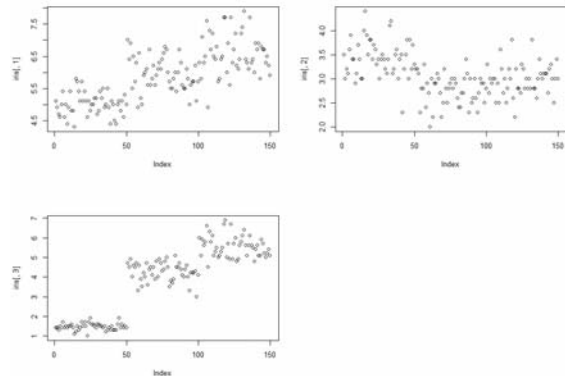 iris[, 1]
4.5 5.5 6.5 7.5
0 50 100 150
Index
iris[, 2]
2.0 2.5 3.0 3.5 4.0
0 50 100 150
Index
iris[, 3]
1 2 3 4 5 6 7
0 50 100 150
Index